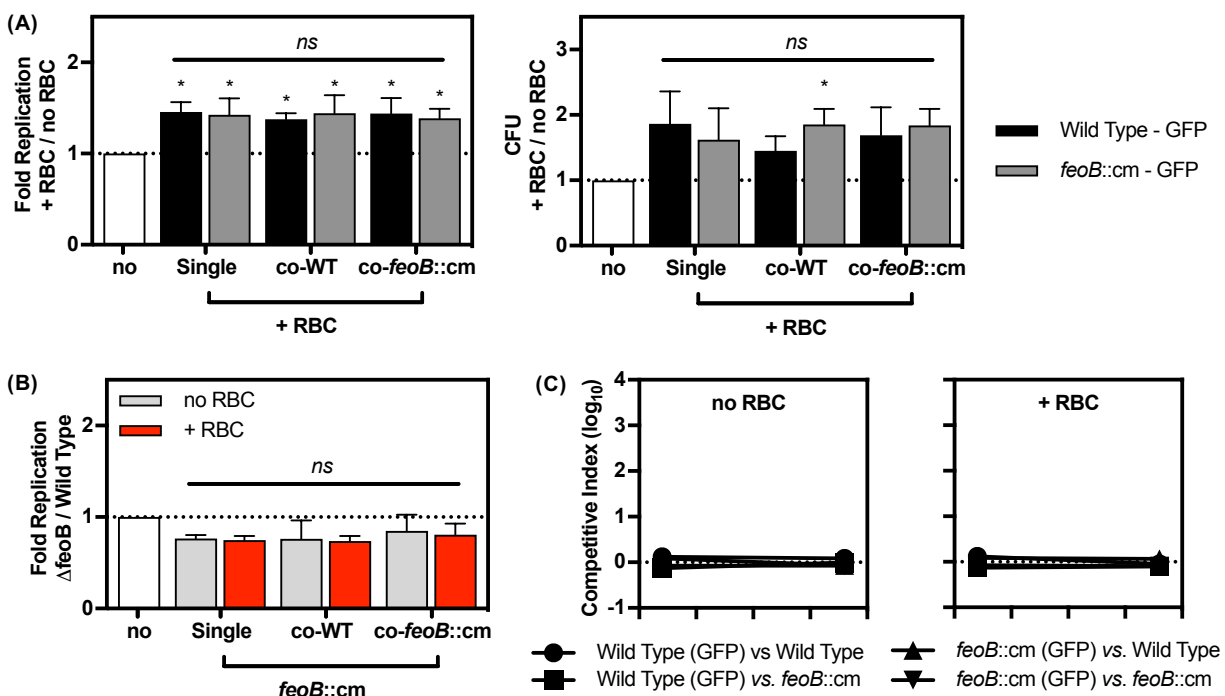 (A)
Fold Replication
+ RBC / no RBC
2
1
0
ns
* * * * * *
no Single co-WT co-feoB::cm
+ RBC
CFU
+ RBC / no RBC
3
2
1
0
ns
*
no Single co-WT co-feoB::cm
+ RBC
Wild Type - GFP
feoB::cm - GFP
(B)
Fold Replication
ΔfeoB / Wild Type
2
1
0
no RBC
+ RBC
ns
no Single co-WT co-feoB::cm
feoB::cm
(C)
Competitive Index (log10)
4
3
2
1
0
-1
no RBC
+ RBC
Wild Type (GFP) vs Wild Type
Wild Type (GFP) vs. feoB::cm
feoB::cm (GFP) vs. Wild Type
feoB::cm (GFP) vs. feoB::cm